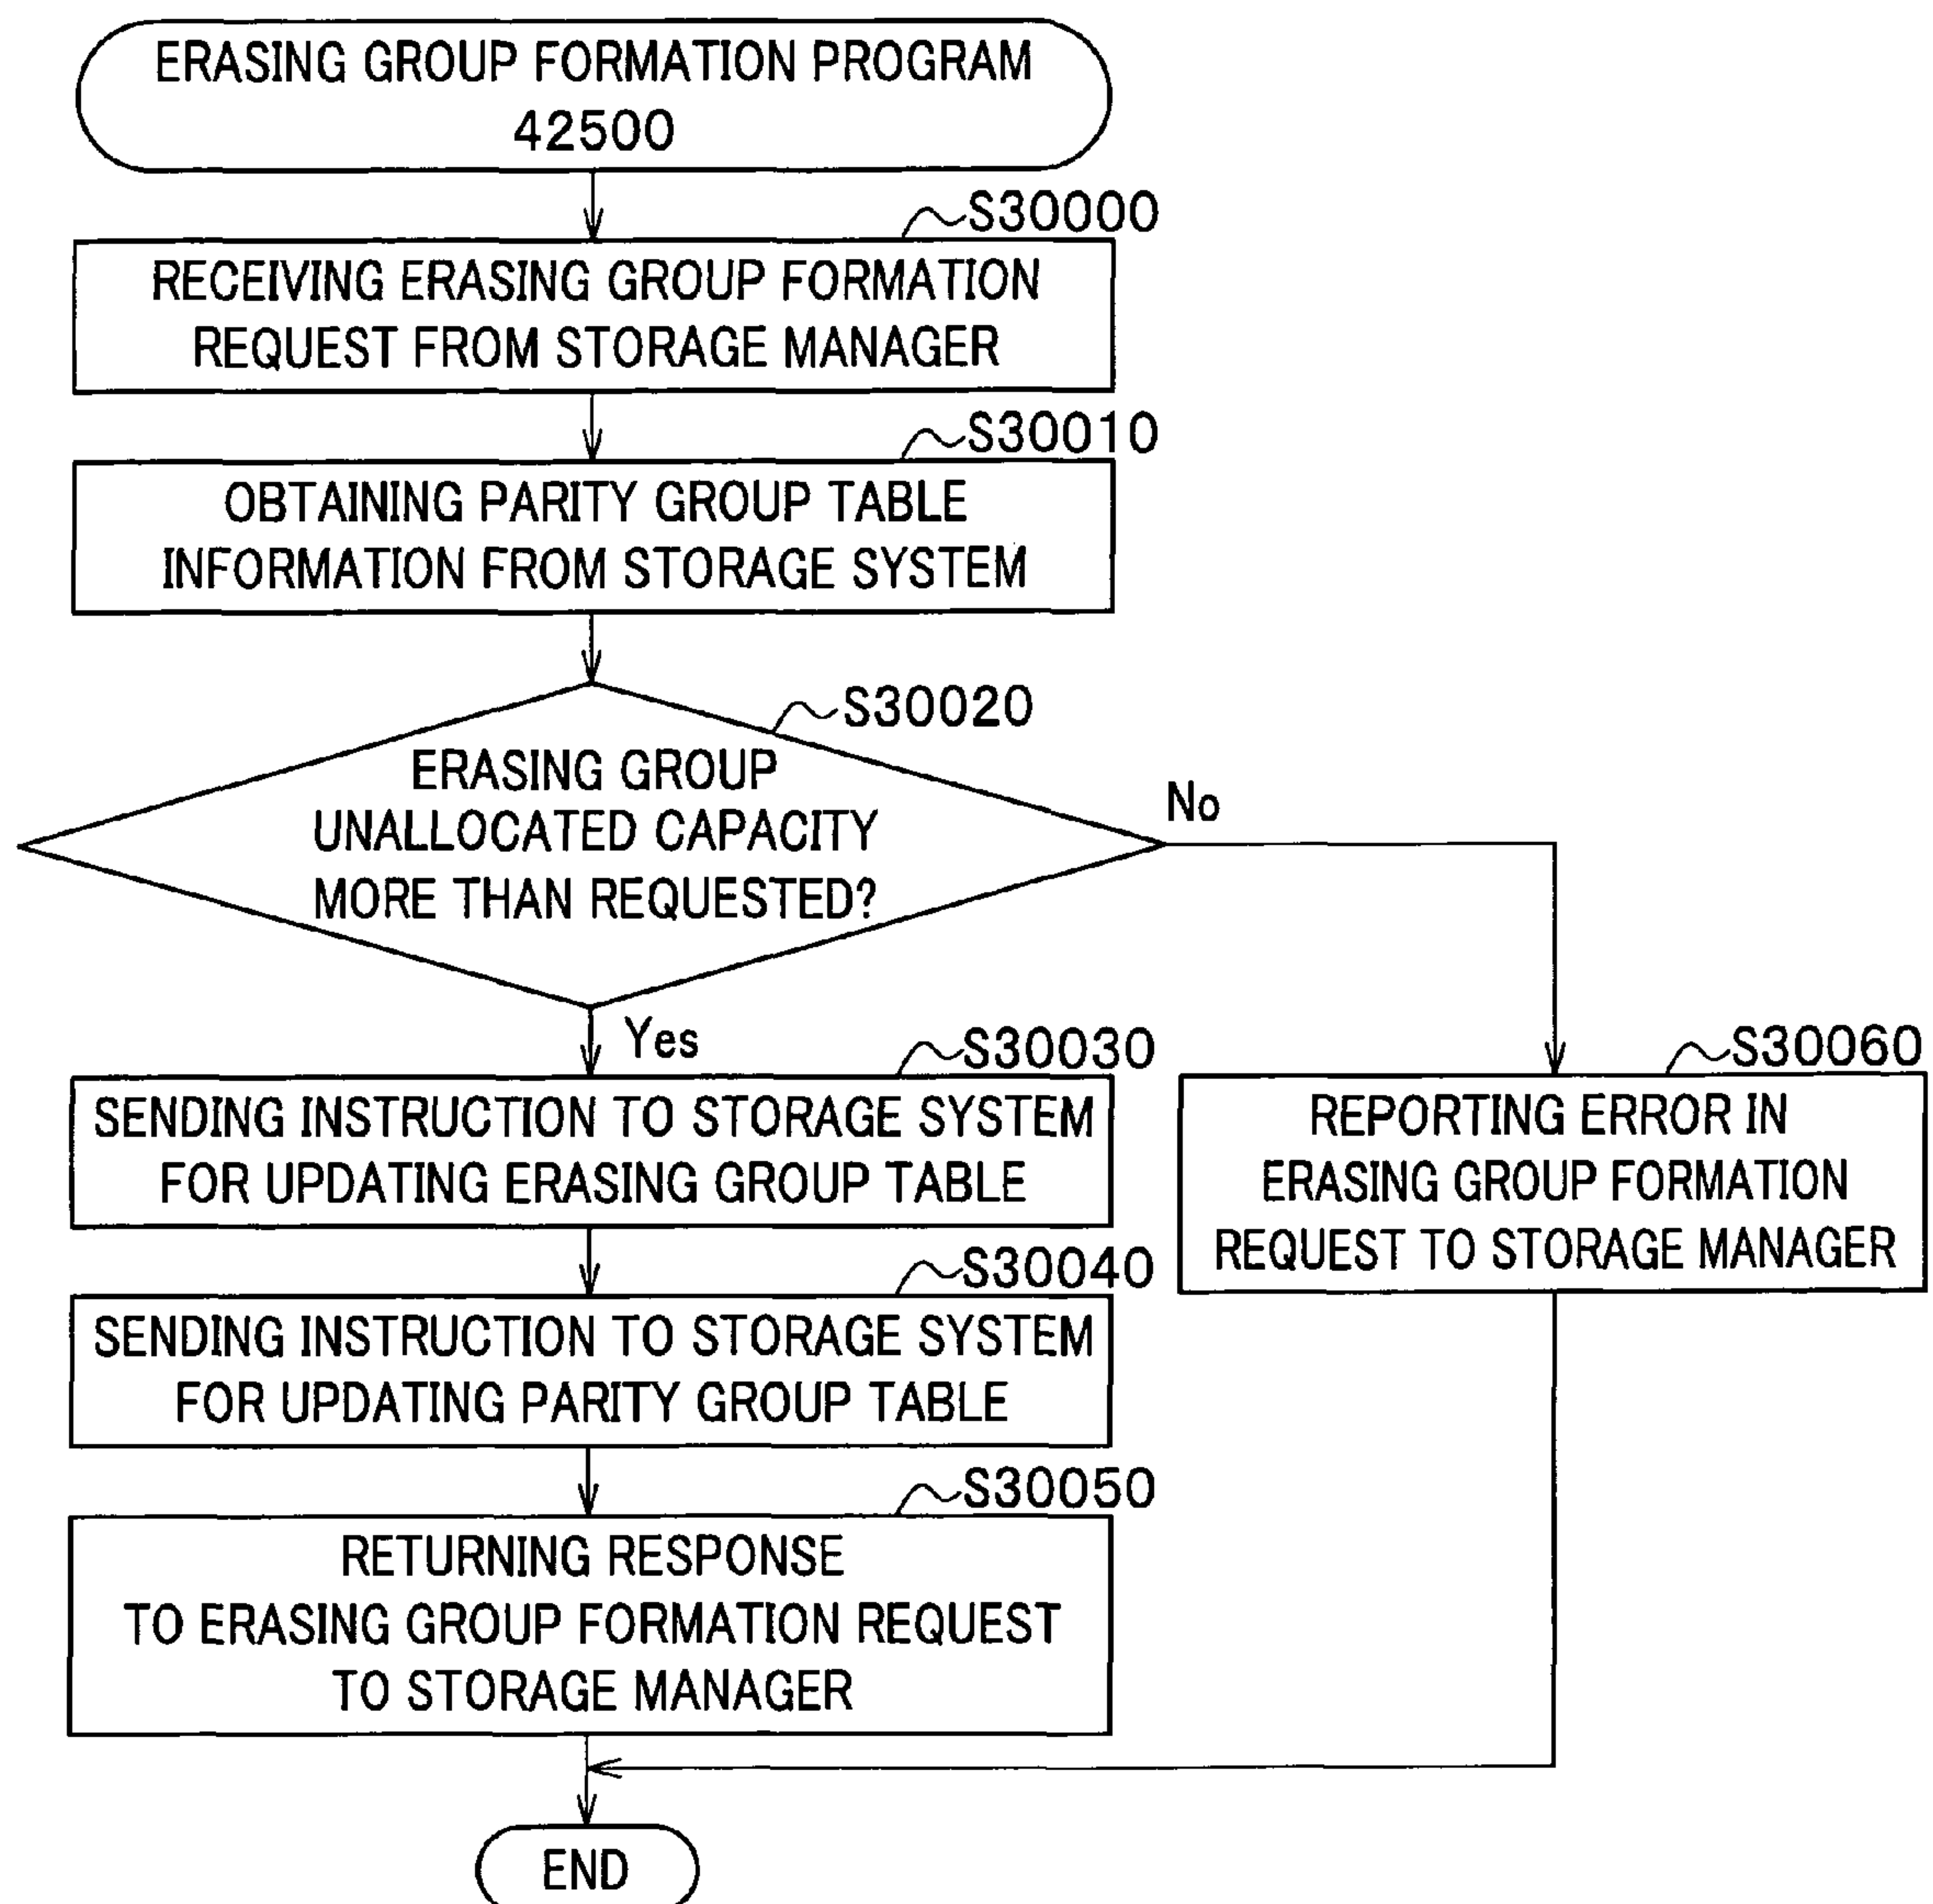 ERASING GROUP FORMATION PROGRAM
42500
S30000
RECEIVING ERASING GROUP FORMATION
REQUEST FROM STORAGE MANAGER
S30010
OBTAINING PARITY GROUP TABLE
INFORMATION FROM STORAGE SYSTEM
S30020
ERASING GROUP
UNALLOCATED CAPACITY
MORE THAN REQUESTED?
No
Yes
S30030
SENDING INSTRUCTION TO STORAGE SYSTEM
FOR UPDATING ERASING GROUP TABLE
S30060
REPORTING ERROR IN
ERASING GROUP FORMATION
REQUEST TO STORAGE MANAGER
S30040
SENDING INSTRUCTION TO STORAGE SYSTEM
FOR UPDATING PARITY GROUP TABLE
S30050
RETURNING RESPONSE
TO ERASING GROUP FORMATION REQUEST
TO STORAGE MANAGER
END